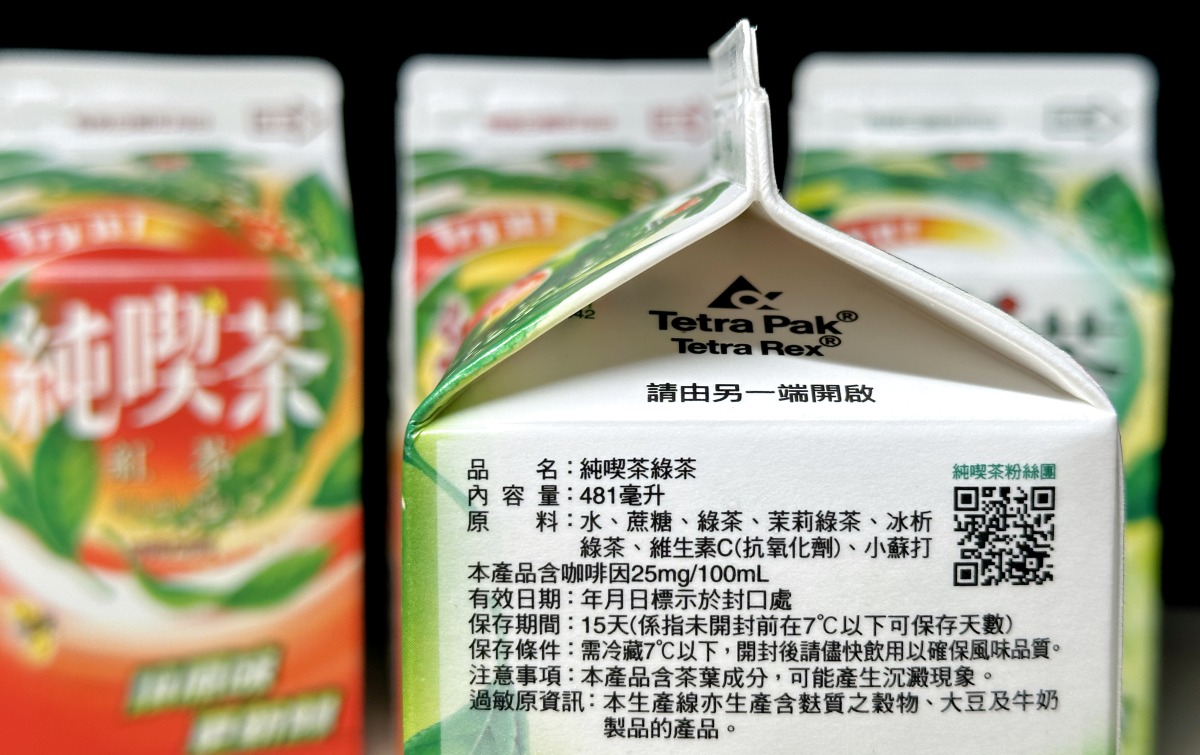 純喫茶
紅茶
42
Tetra Pak®
Tetra Rex®
請由另一端開啟
純喫茶粉絲團
品 名：純喫茶綠茶
內容量：481毫升
原 料：水、蔗糖、綠茶、茉莉綠茶、冰析
綠茶、維生素C(抗氧化劑)、小蘇打
本產品含咖啡因25mg/100mL
有效日期：年月日標示於封口處
保存期間：15天(係指未開封前在7℃以下可保存天數)
保存條件：需冷藏7℃以下，開封後請儘快飲用以確保風味品質。
注意事項：本產品含茶葉成分，可能產生沉澱現象。
過敏原資訊：本生產線亦生產含麩質之穀物、大豆及牛奶
製品的產品。